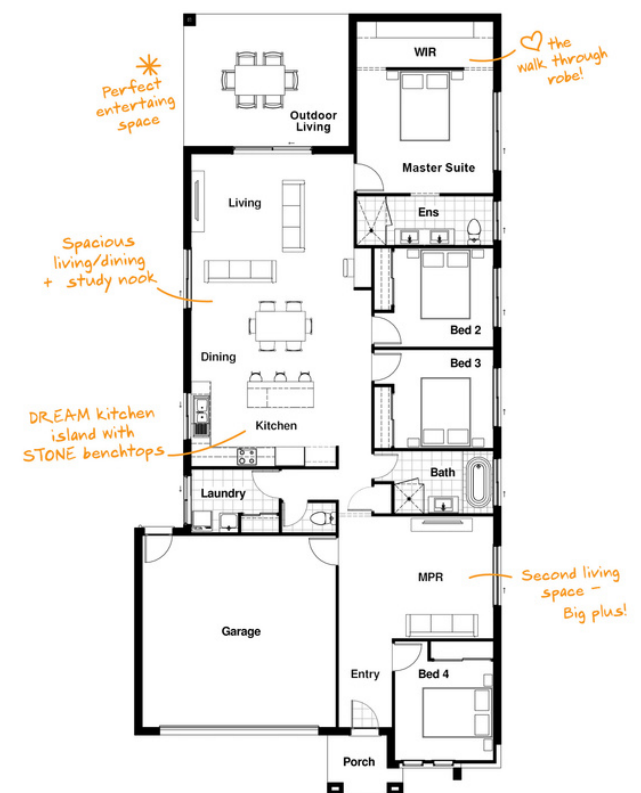 WIR
♡ the
walk through
robe!
Perfect
entertaing
space
Outdoor
Living
Master Suite
Living
Ens
Spacious
living/dining
+ study nook
Bed 2
Dining
Bed 3
DREAM kitchen
island with
STONE benchtops
Kitchen
Laundry
Bath
MPR
Second living
space –
Big plus!
Garage
Entry
Bed 4
Porch